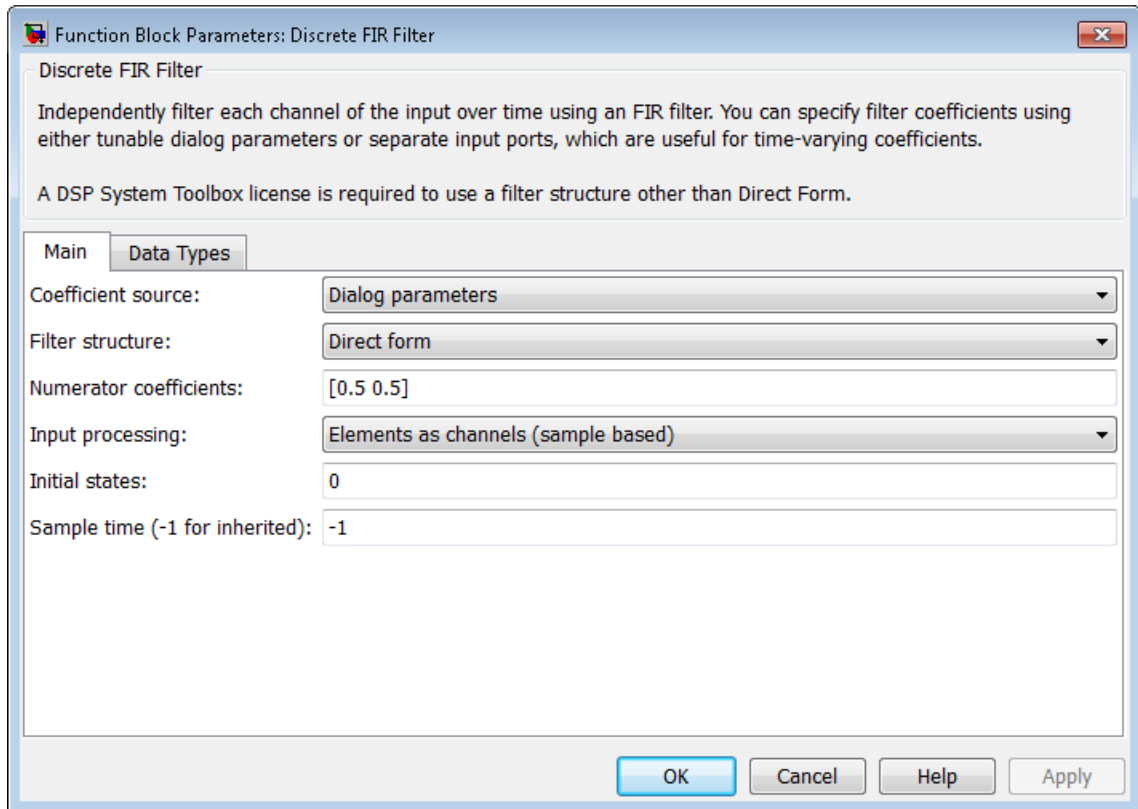 Function Block Parameters: Discrete FIR Filter
Discrete FIR Filter
Independently filter each channel of the input over time using an FIR filter. You can specify filter coefficients using
either tunable dialog parameters or separate input ports, which are useful for time-varying coefficients.
A DSP System Toolbox license is required to use a filter structure other than Direct Form.
Main Data Types
Coefficient source: Dialog parameters
Filter structure: Direct form
Numerator coefficients: [0.5 0.5]
Input processing: Elements as channels (sample based)
Initial states: 0
Sample time (-1 for inherited): -1
OK Cancel Help Apply